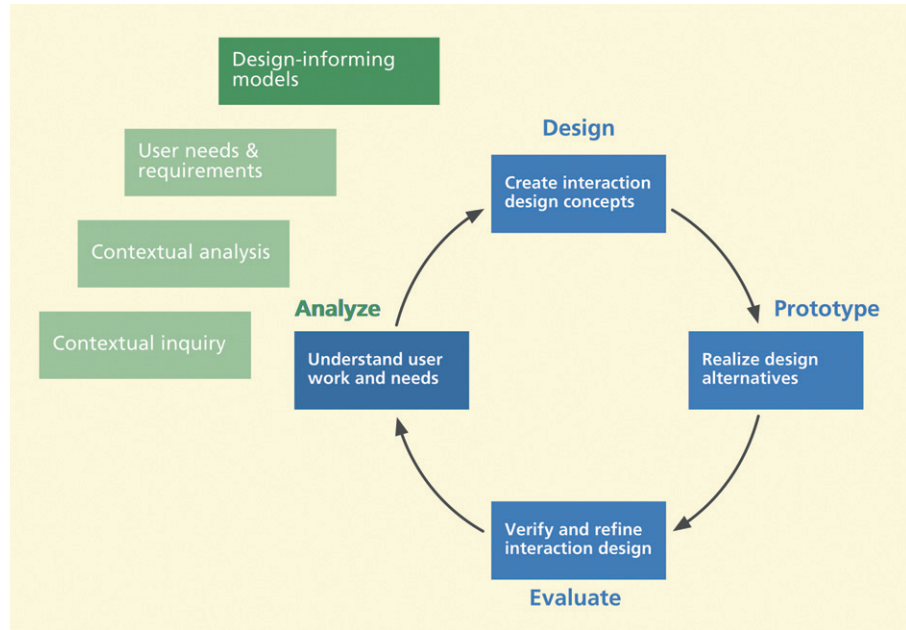 Design-informing
models
User needs &
requirements
Contextual analysis
Contextual inquiry
Design
Create interaction
design concepts
Analyze
Understand user
work and needs
Prototype
Realize design
alternatives
Verify and refine
interaction design
Evaluate